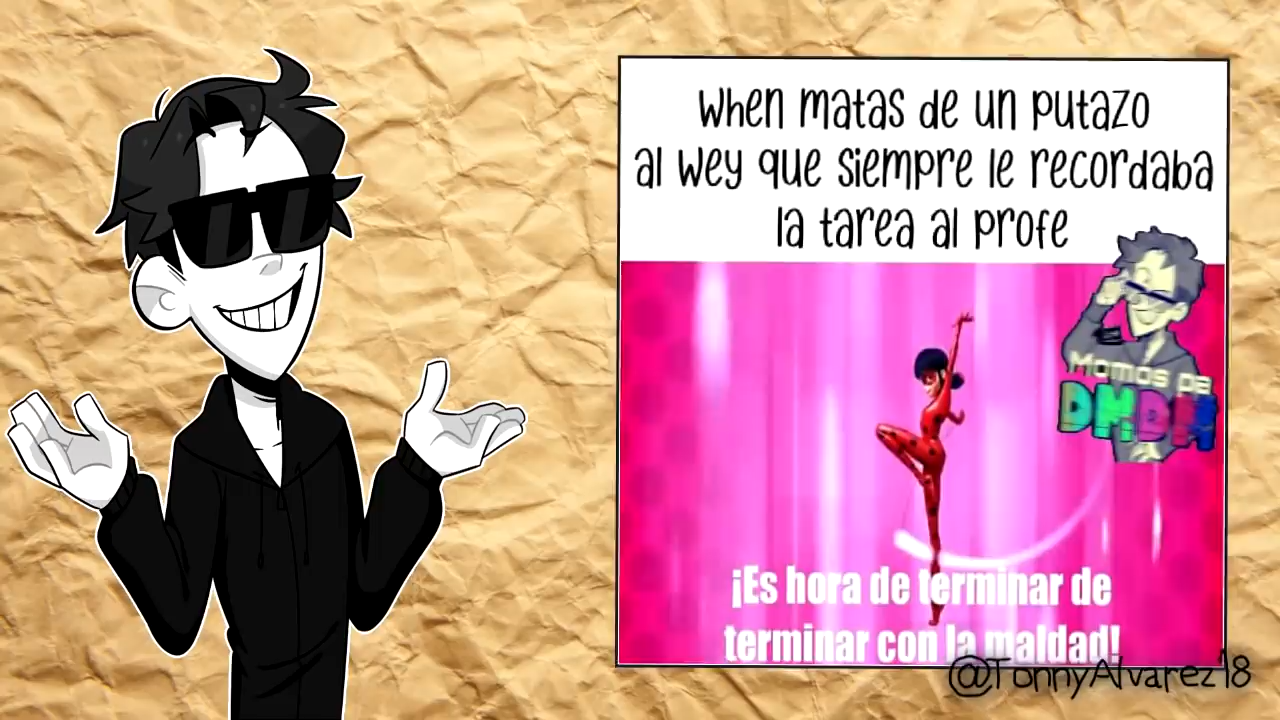 When matas de un putazo
al wey que siempre le recordaba
la tarea al profe
Momos pa
DMDM
¡Es hora de terminar de
terminar con la maldad!
@TonnyAlvarez18